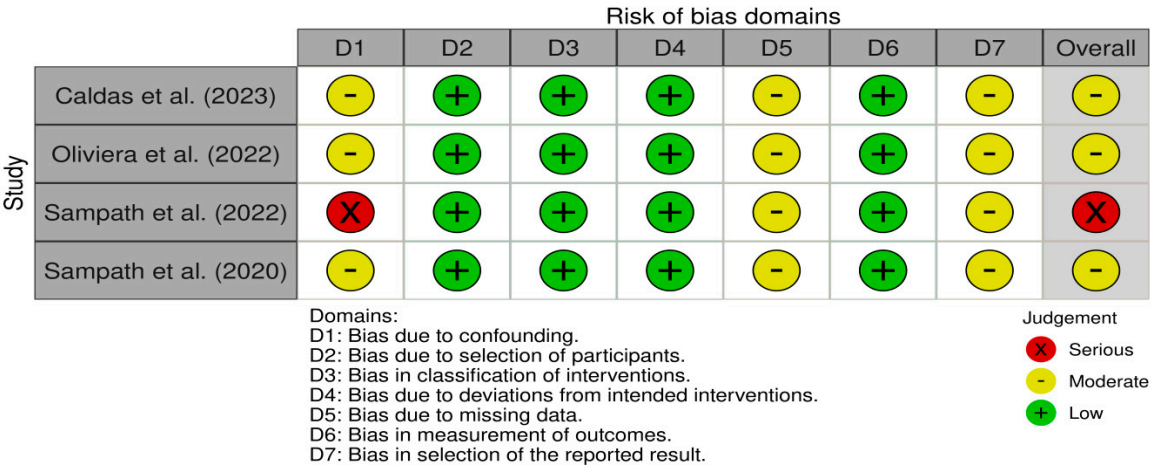 Risk of bias domains
D1 D2 D3 D4 D5 D6 D7 Overall
Study
Caldas et al. (2023) - + + + - + - -
Oliviera et al. (2022) - + + + - + - -
Sampath et al. (2022) X + + + - + - X
Sampath et al. (2020) - + + + - + - -
Domains:
D1: Bias due to confounding.
D2: Bias due to selection of participants.
D3: Bias in classification of interventions.
D4: Bias due to deviations from intended interventions.
D5: Bias due to missing data.
D6: Bias in measurement of outcomes.
D7: Bias in selection of the reported result.
Judgement
X Serious
- Moderate
+ Low